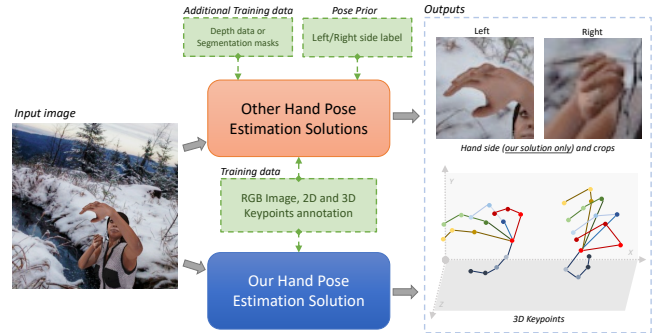 Additional Training data
Pose Prior
Outputs
Depth data or
Segmentation masks
Left/Right side label
Left
Right
Input image
Other Hand Pose
Estimation Solutions
Hand side (our solution only) and crops
Training data
RGB Image, 2D and 3D
Keypoints annotation
Y
X
Z
Our Hand Pose
Estimation Solution
3D Keypoints